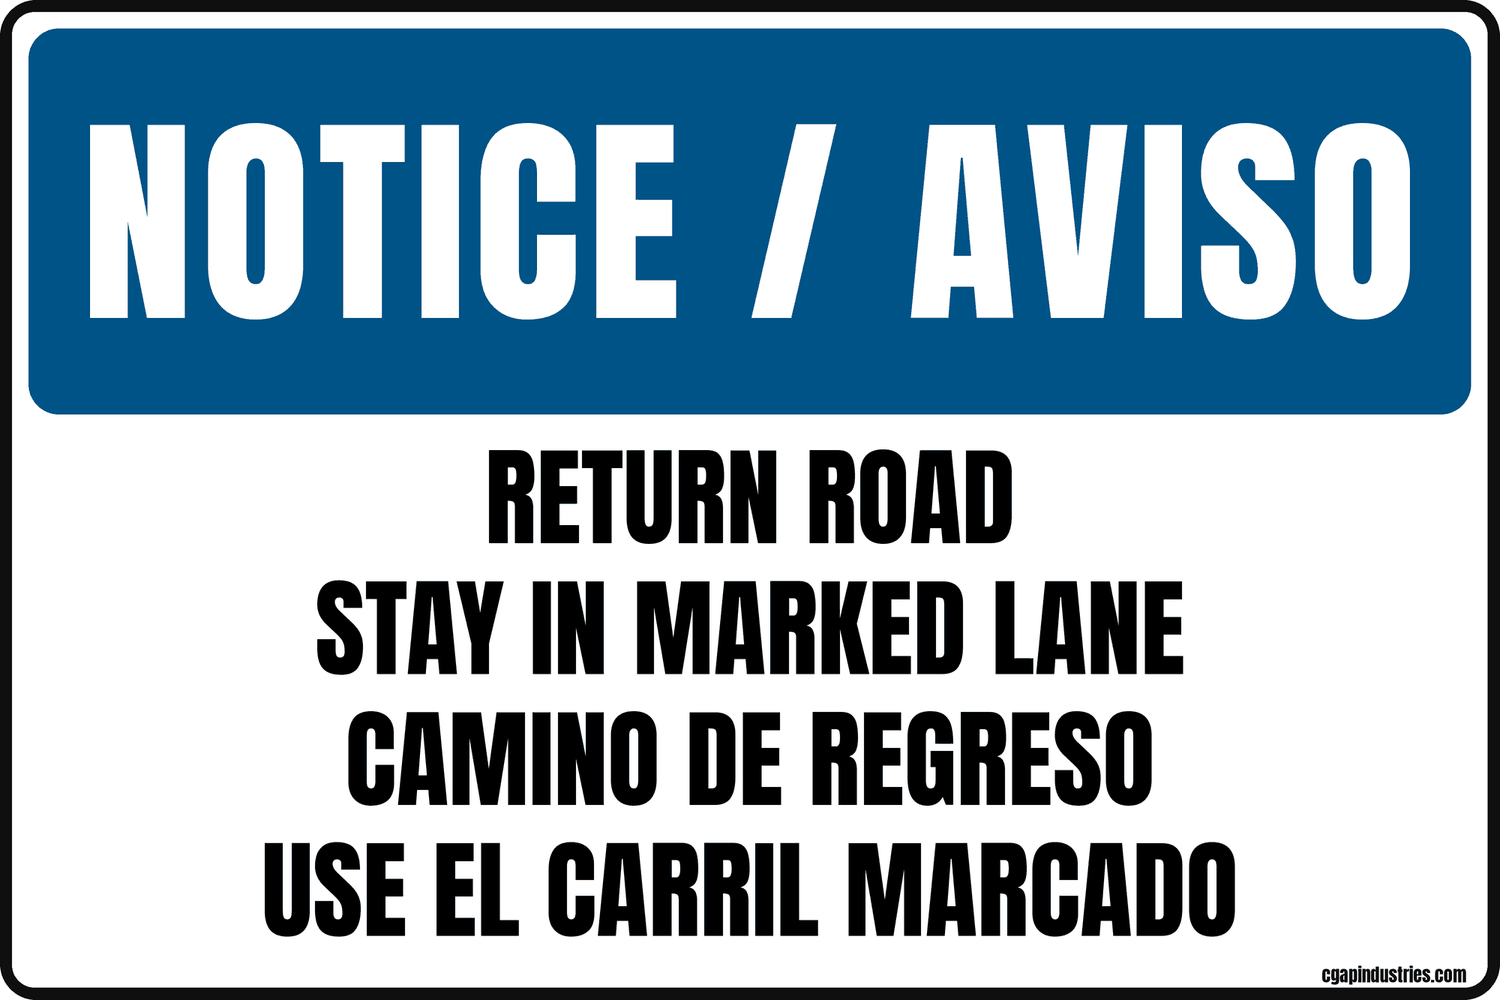 NOTICE / AVISO
RETURN ROAD
STAY IN MARKED LANE
CAMINO DE REGRESO
USE EL CARRIL MARCADO
cgapindustries.com